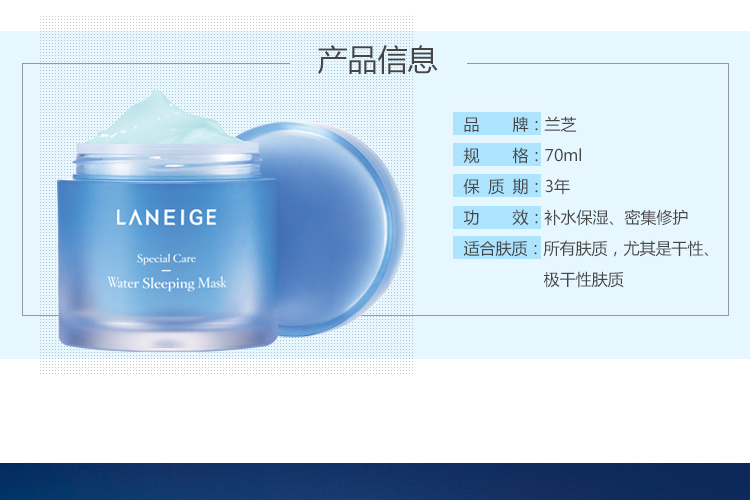 产品信息
品牌：兰芝
规格：70ml
保质期：3年
功效：补水保湿、密集修护
适合肤质：所有肤质，尤其是干性、
极干性肤质
LANEIGE
Special Care
Water Sleeping Mask